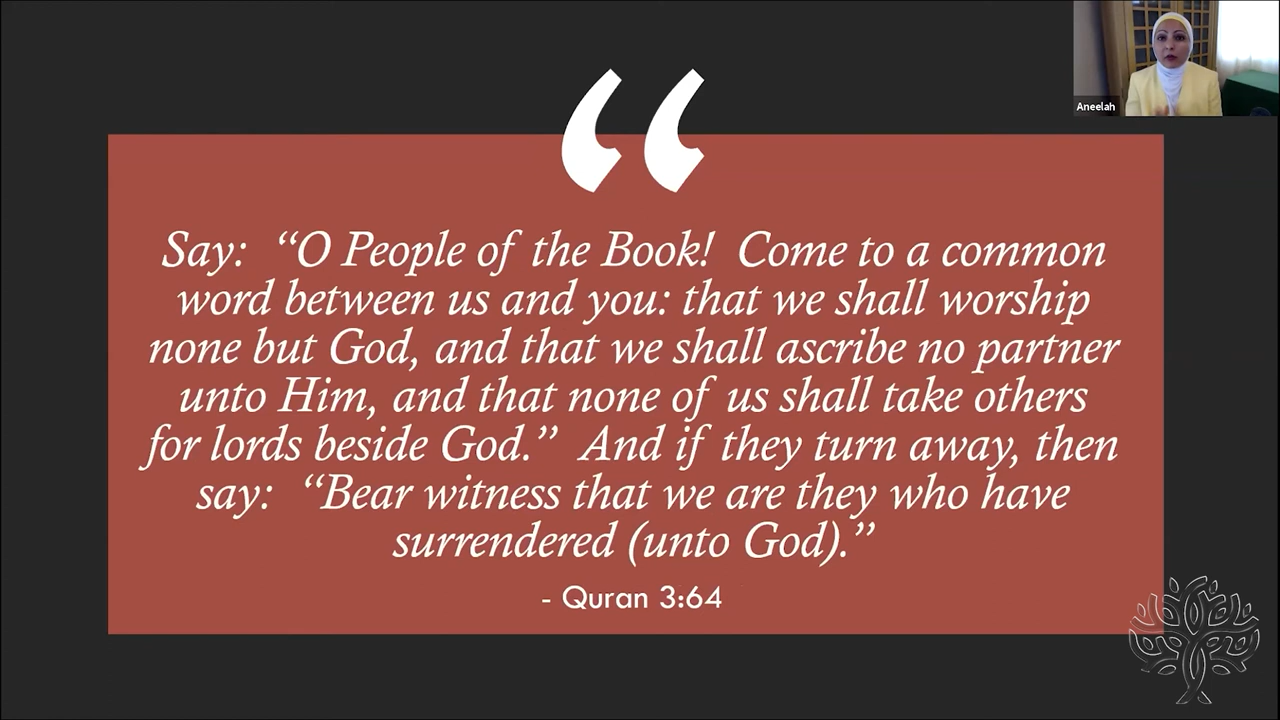 Aneelah
“
Say: “O People of the Book! Come to a common
word between us and you: that we shall worship
none but God, and that we shall ascribe no partner
unto Him, and that none of us shall take others
for lords beside God.” And if they turn away, then
say: “Bear witness that we are they who have
surrendered (unto God).”
- Quran 3:64